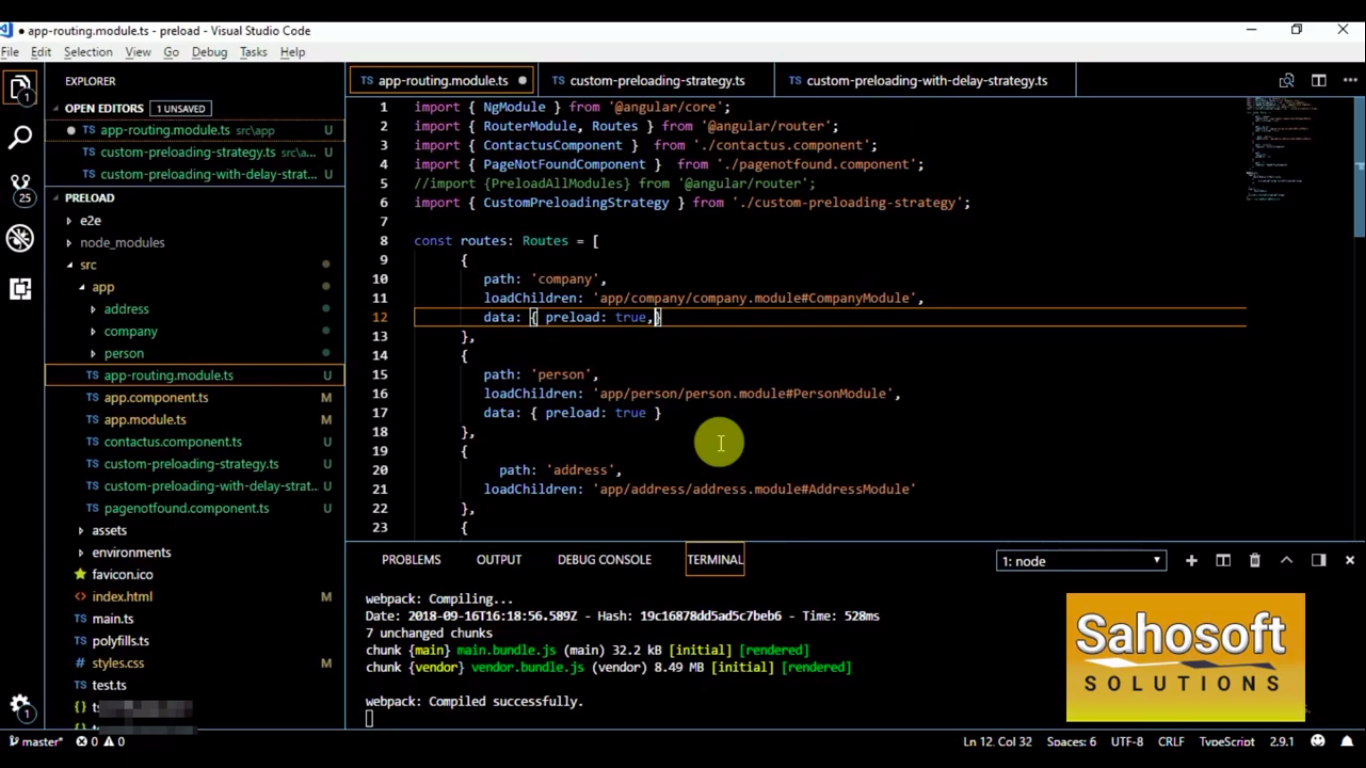 app-routing.module.ts - preload - Visual Studio Code
File Edit Selection View Go Debug Tasks Help
EXPLORER
OPEN EDITORS 1 UNSAVED
TS app-routing.module.ts src\app U
TS custom-preloading-strategy.ts src\a... U
TS custom-preloading-with-delay-strat... U
PRELOAD
e2e
node_modules
src
app
address
company
person
TS app-routing.module.ts U
TS app.component.ts M
TS app.module.ts M
TS contactus.component.ts U
TS custom-preloading-strategy.ts U
TS custom-preloading-with-delay-strat... U
TS pagenotfound.component.ts U
assets
environments
favicon.ico
<> index.html M
TS main.ts
TS polyfills.ts
# styles.css M
TS test.ts
1
25
1
TS app-routing.module.ts TS custom-preloading-strategy.ts TS custom-preloading-with-delay-strategy.ts
1 import { NgModule } from '@angular/core';
2 import { RouterModule, Routes } from '@angular/router';
3 import { ContactusComponent }  from './contactus.component';
4 import { PageNotFoundComponent }  from './pagenotfound.component';
5 //import {PreloadAllModules} from '@angular/router';
6 import { CustomPreloadingStrategy } from './custom-preloading-strategy';
7
8 const routes: Routes = [
9 {
10 path: 'company',
11 loadChildren: 'app/company/company.module#CompanyModule',
12 data: { preload: true,}
13 },
14 {
15 path: 'person',
16 loadChildren: 'app/person/person.module#PersonModule',
17 data: { preload: true }
18 },
19 {
20 path: 'address',
21 loadChildren: 'app/address/address.module#AddressModule'
22 },
23 {
PROBLEMS OUTPUT DEBUG CONSOLE TERMINAL 1: node
webpack: Compiling...
Date: 2018-09-16T16:18:56.589Z - Hash: 19c16878dd5ad5c7beb6 - Time: 528ms
7 unchanged chunks
chunk {main} main.bundle.js (main) 32.2 kB [initial] [rendered]
chunk {vendor} vendor.bundle.js (vendor) 8.49 MB [initial] [rendered]
webpack: Compiled successfully.
Sahosoft
SOLUTIONS
master* 0 0 Ln 12, Col 32 Spaces: 6 UTF-8 CRLF TypeScript 2.9.1